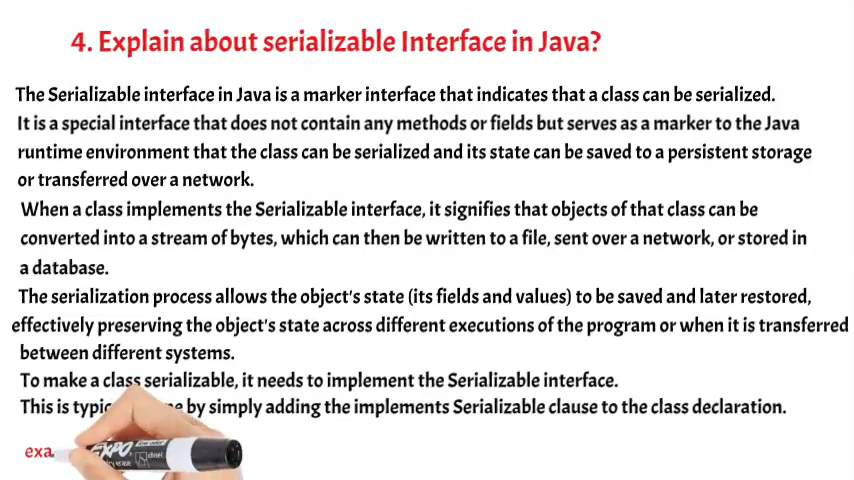 4. Explain about serializable Interface in Java?
The Serializable interface in Java is a marker interface that indicates that a class can be serialized.
It is a special interface that does not contain any methods or fields but serves as a marker to the Java
runtime environment that the class can be serialized and its state can be saved to a persistent storage
or transferred over a network.
When a class implements the Serializable interface, it signifies that objects of that class can be
converted into a stream of bytes, which can then be written to a file, sent over a network, or stored in
a database.
The serialization process allows the object's state (its fields and values) to be saved and later restored,
effectively preserving the object's state across different executions of the program or when it is transferred
between different systems.
To make a class serializable, it needs to implement the Serializable interface.
This is by simply adding the implements Serializable clause to the class declaration.
exa
EXPO
chisel